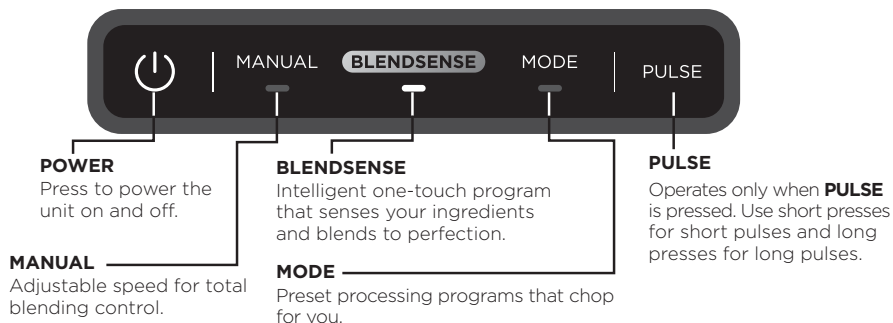 MANUAL
BLENDSENSE
MODE
PULSE
POWER
Press to power the
unit on and off.
MANUAL
Adjustable speed for total
blending control.
BLENDSENSE
Intelligent one-touch program
that senses your ingredients
and blends to perfection.
MODE
Preset processing programs that chop
for you.
PULSE
Operates only when PULSE
is pressed. Use short presses
for short pulses and long
presses for long pulses.